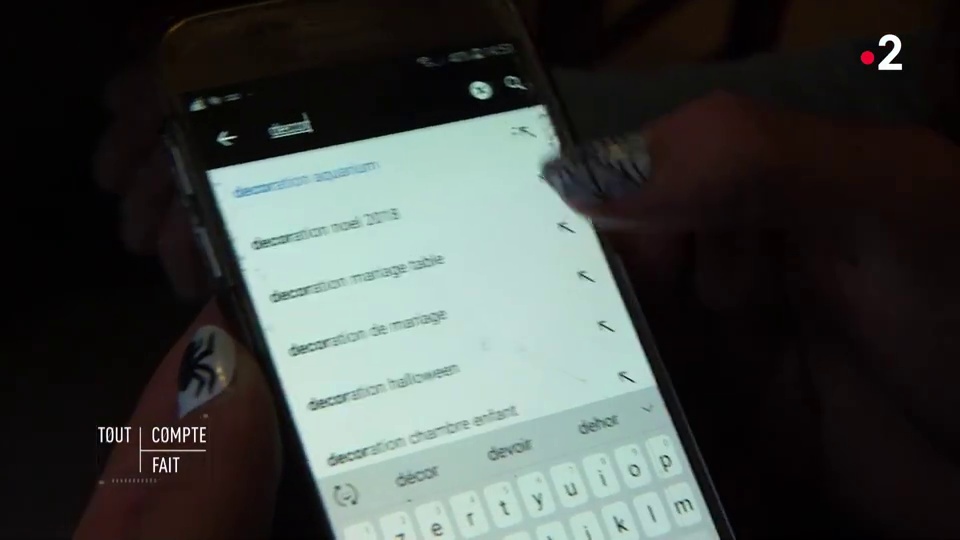 2
decor
decoration aquarium
decoration noel 2018
decoration mariage table
decoration de mariage
decoration halloween
decoration chambre enfant
décor devoir dehor
z e r t y u i o p
j k l m
TOUT COMPTE
FAIT